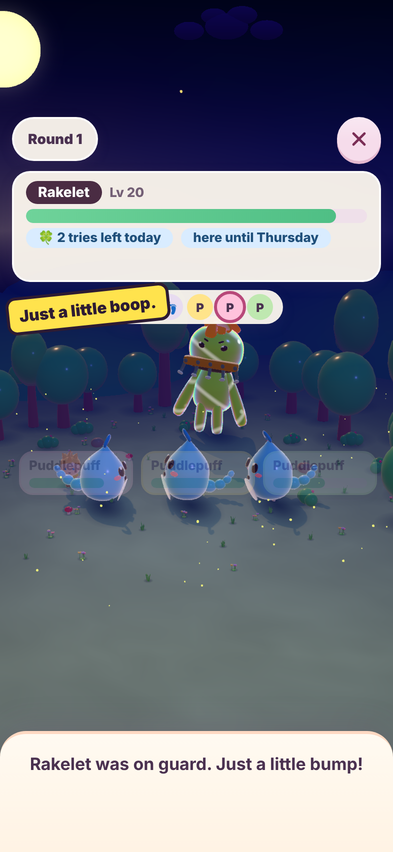 Round 1
Rakelet Lv 20
🍀 2 tries left today here until Thursday
Just a little boop.
P P P
Puddlepuff Puddlepuff Puddlepuff
Rakelet was on guard. Just a little bump!